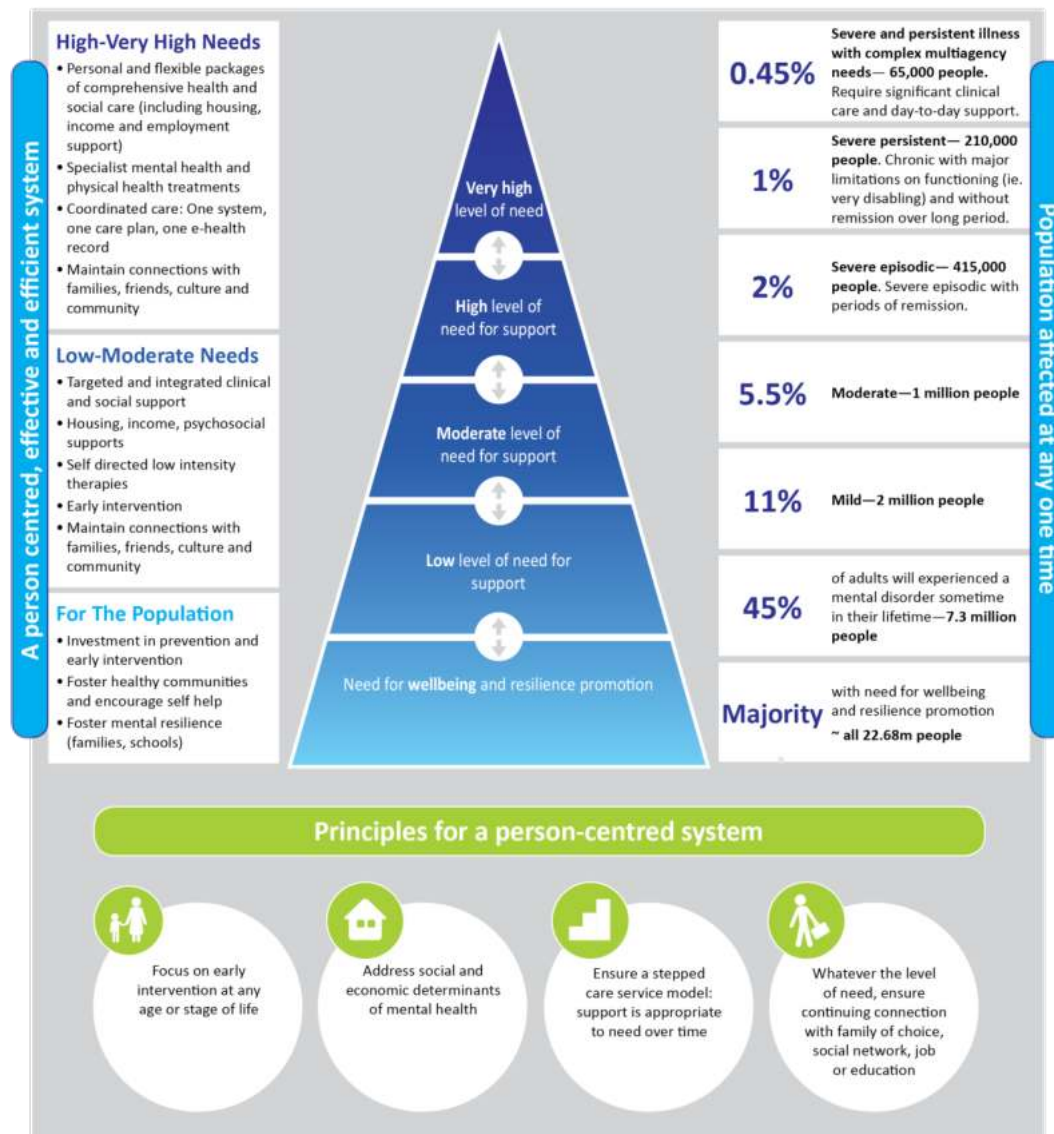 A person centred, effective and efficient system
High-Very High Needs
• Personal and flexible packages
of comprehensive health and
social care (including housing,
income and employment
support)
• Specialist mental health and
physical health treatments
• Coordinated care: One system,
one care plan, one e-health
record
• Maintain connections with
families, friends, culture and
community
Low-Moderate Needs
• Targeted and integrated clinical
and social support
• Housing, income, psychosocial
supports
• Self directed low intensity
therapies
• Early intervention
• Maintain connections with
families, friends, culture and
community
For The Population
• Investment in prevention and
early intervention
• Foster healthy communities
and encourage self help
• Foster mental resilience
(families, schools)
Very high
level of need
High level of
need for support
Moderate level of
need for support
Low level of need for
support
Need for wellbeing and resilience promotion
0.45%
Severe and persistent illness
with complex multiagency
needs— 65,000 people.
Require significant clinical
care and day-to-day support.
1%
Severe persistent— 210,000
people. Chronic with major
limitations on functioning (ie.
very disabling) and without
remission over long period.
2%
Severe episodic— 415,000
people. Severe episodic with
periods of remission.
5.5%
Moderate—1 million people
11%
Mild—2 million people
45%
of adults will experienced a
mental disorder sometime
in their lifetime—7.3 million
people
Majority
with need for wellbeing
and resilience promotion
~ all 22.68m people
Population affected at any one time
Principles for a person-centred system
Focus on early
intervention at any
age or stage of life
Address social and
economic determinants
of mental health
Ensure a stepped
care service model:
support is appropriate
to need over time
Whatever the level
of need, ensure
continuing connection
with family of choice,
social network, job
or education